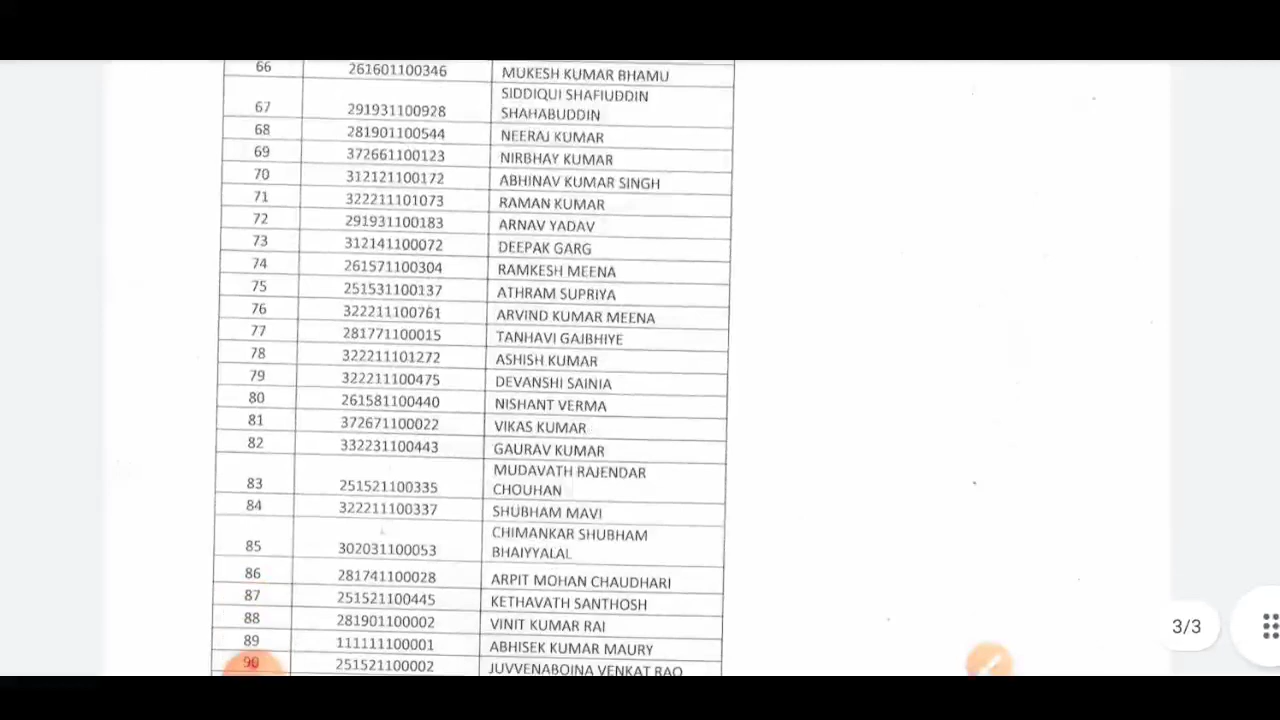 66 261601100346 MUKESH KUMAR BHAMU
SIDDIQUI SHAFIUDDIN
67 291931100928 SHAHABUDDIN
68 281901100544 NEERAJ KUMAR
69 372661100123 NIRBHAY KUMAR
70 312121100172 ABHINAV KUMAR SINGH
71 322211101073 RAMAN KUMAR
72 291931100183 ARNAV YADAV
73 312141100072 DEEPAK GARG
74 261571100304 RAMKESH MEENA
75 251531100137 ATHRAM SUPRIYA
76 322211100761 ARVIND KUMAR MEENA
77 281771100015 TANHAVI GAJBHIYE
78 322211101272 ASHISH KUMAR
79 322211100475 DEVANSHI SAINIA
80 261581100440 NISHANT VERMA
81 372671100022 VIKAS KUMAR
82 332231100443 GAURAV KUMAR
MUDAVATH RAJENDAR
83 251521100335 CHOUHAN
84 322211100337 SHUBHAM MAVI
CHIMANKAR SHUBHAM
85 302031100053 BHAIYYALAL
86 281741100028 ARPIT MOHAN CHAUDHARI
87 251521100445 KETHAVATH SANTHOSH
88 281901100002 VINIT KUMAR RAI
89 111111100001 ABHISEK KUMAR MAURY
90 251521100002 JUVVENABOINA VENKAT RAO
3/3